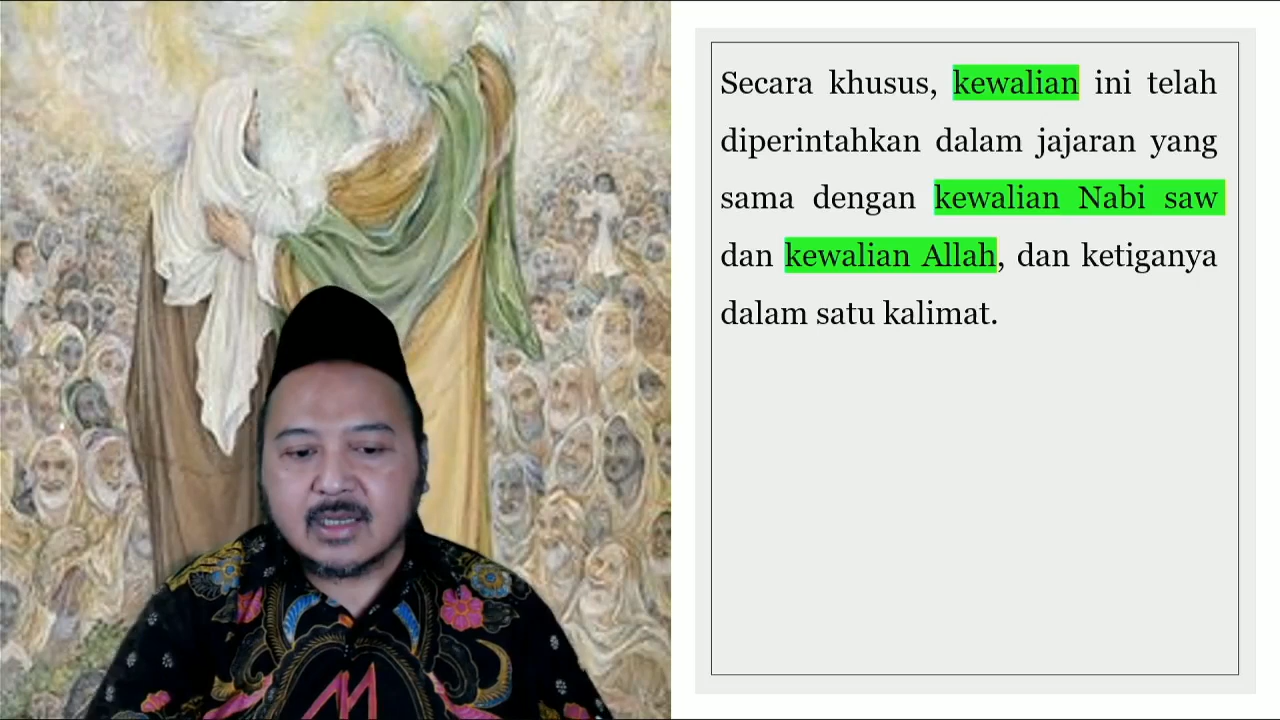 Secara khusus, kewalian ini telah
diperintahkan dalam jajaran yang
sama dengan kewalian Nabi saw
dan kewalian Allah, dan ketiganya
dalam satu kalimat.